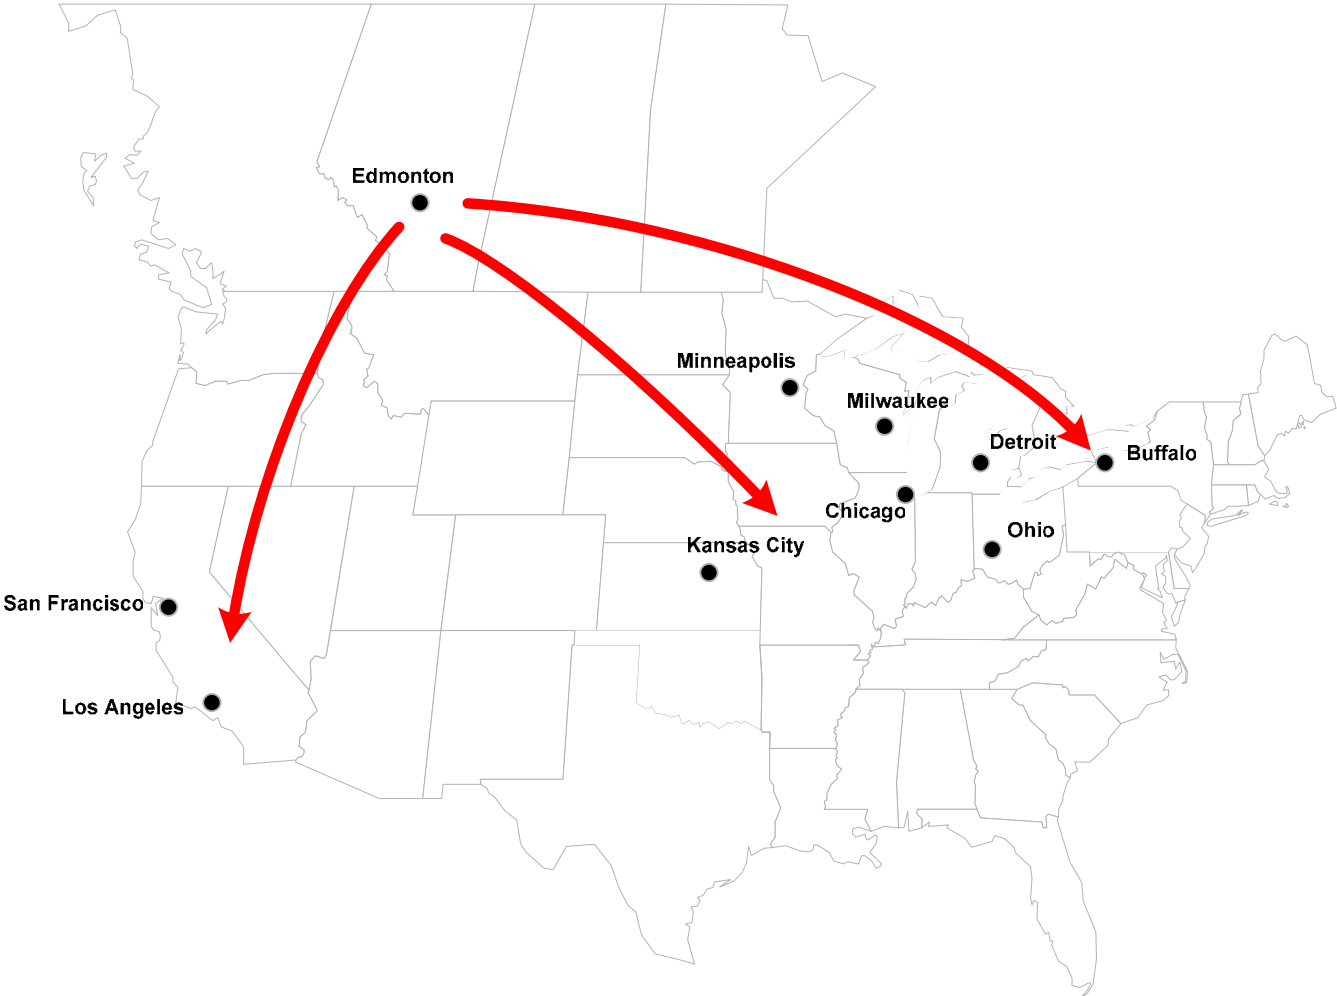 Edmonton
Minneapolis
Milwaukee
Detroit
Buffalo
Chicago
Ohio
Kansas City
San Francisco
Los Angeles